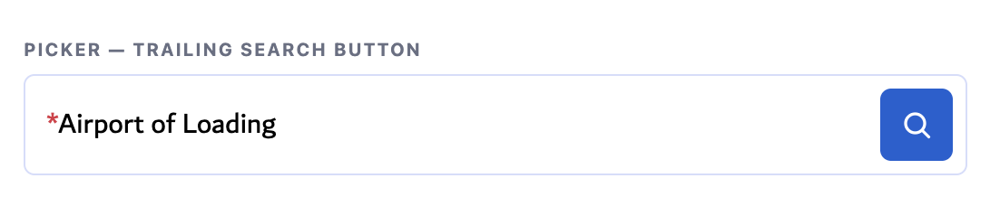 PICKER — TRAILING SEARCH BUTTON
*Airport of Loading